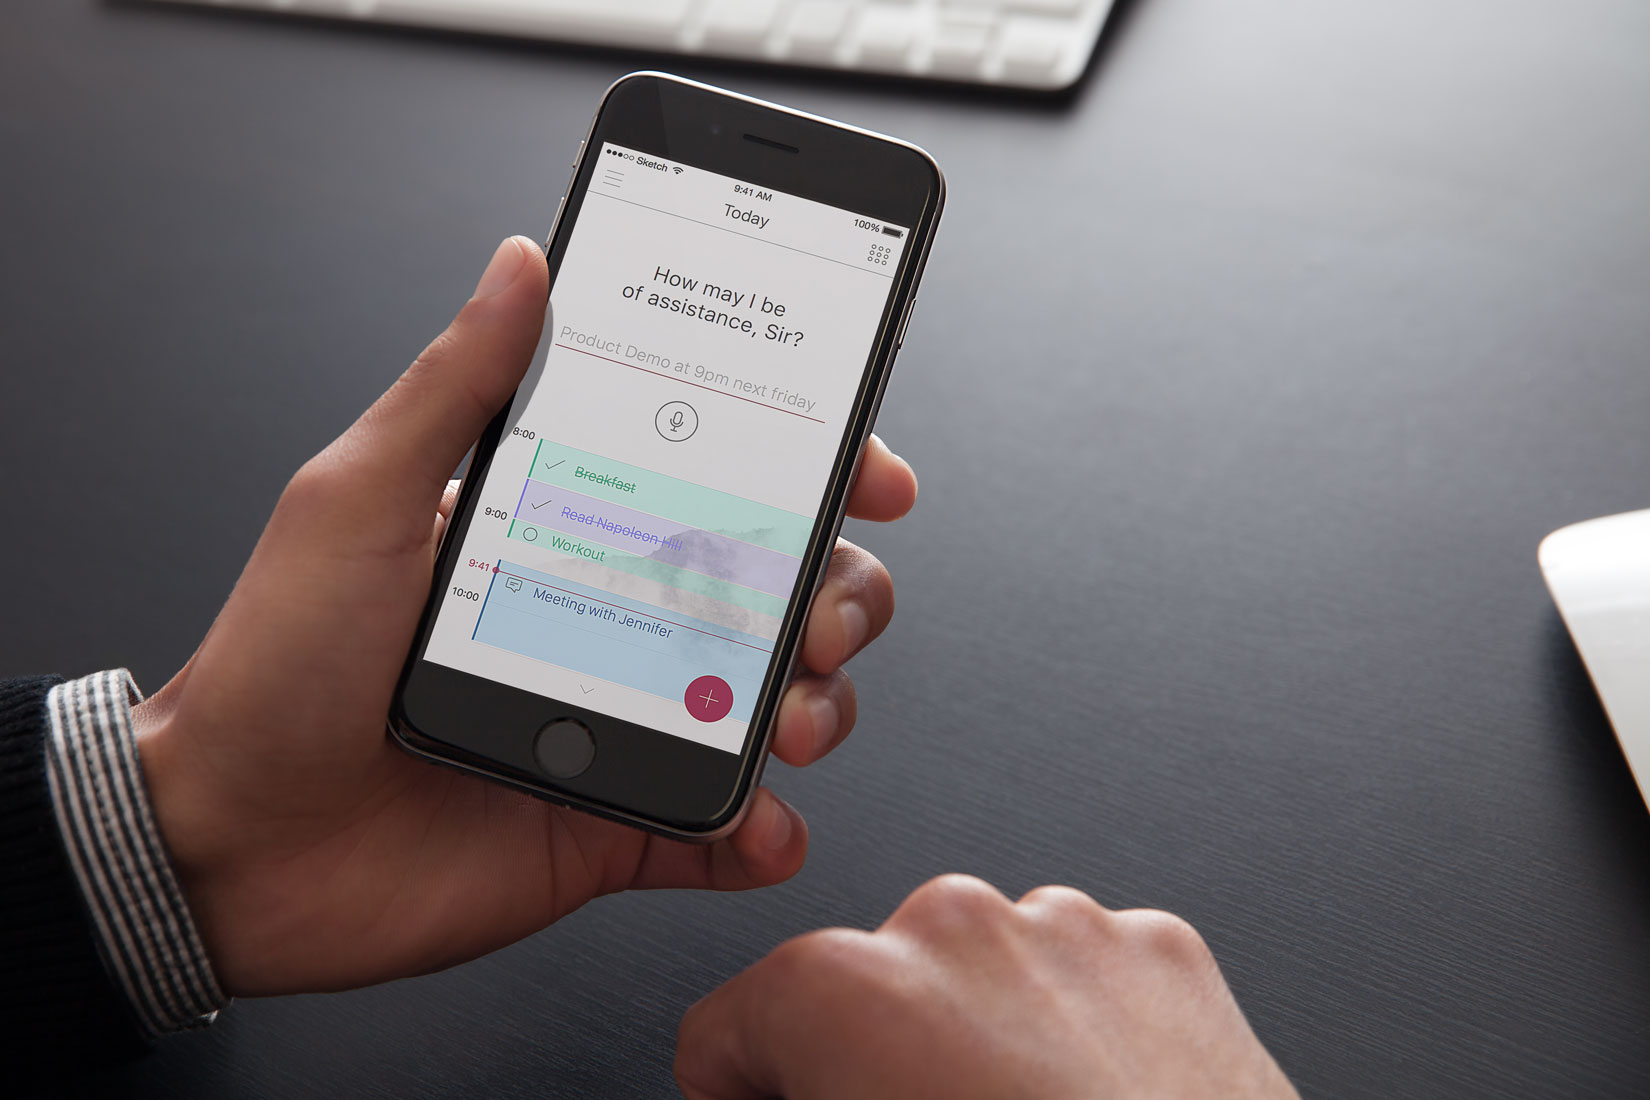 Sketch
9:41 AM
100%
Today
How may I be
of assistance, Sir?
Product Demo at 9pm next friday
8:00
Breakfast
Read Napoleon Hill
9:00
Workout
9:41
Meeting with Jennifer
10:00